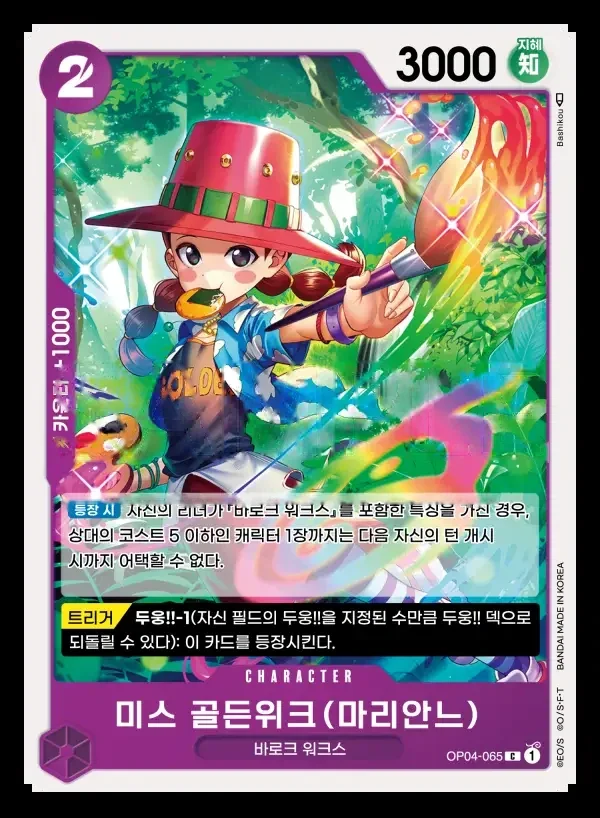 2
3000
지혜
知
Bashikou
카운터 +1000
GOLDEN
등장 시 자신의 리더가 『바로크 워크스』를 포함한 특징을 가진 경우,
상대의 코스트 5 이하인 캐릭터 1장까지는 다음 자신의 턴 개시
시까지 어택할 수 없다.
트리거 두웅!!-1(자신 필드의 두웅!!을 지정된 수만큼 두웅!! 덱으로
되돌릴 수 있다): 이 카드를 등장시킨다.
CHARACTER
미스 골든위크(마리안느)
바로크 워크스
OP04-065 C 1
©EO/S ©O/S·F·T BANDAI MADE IN KOREA